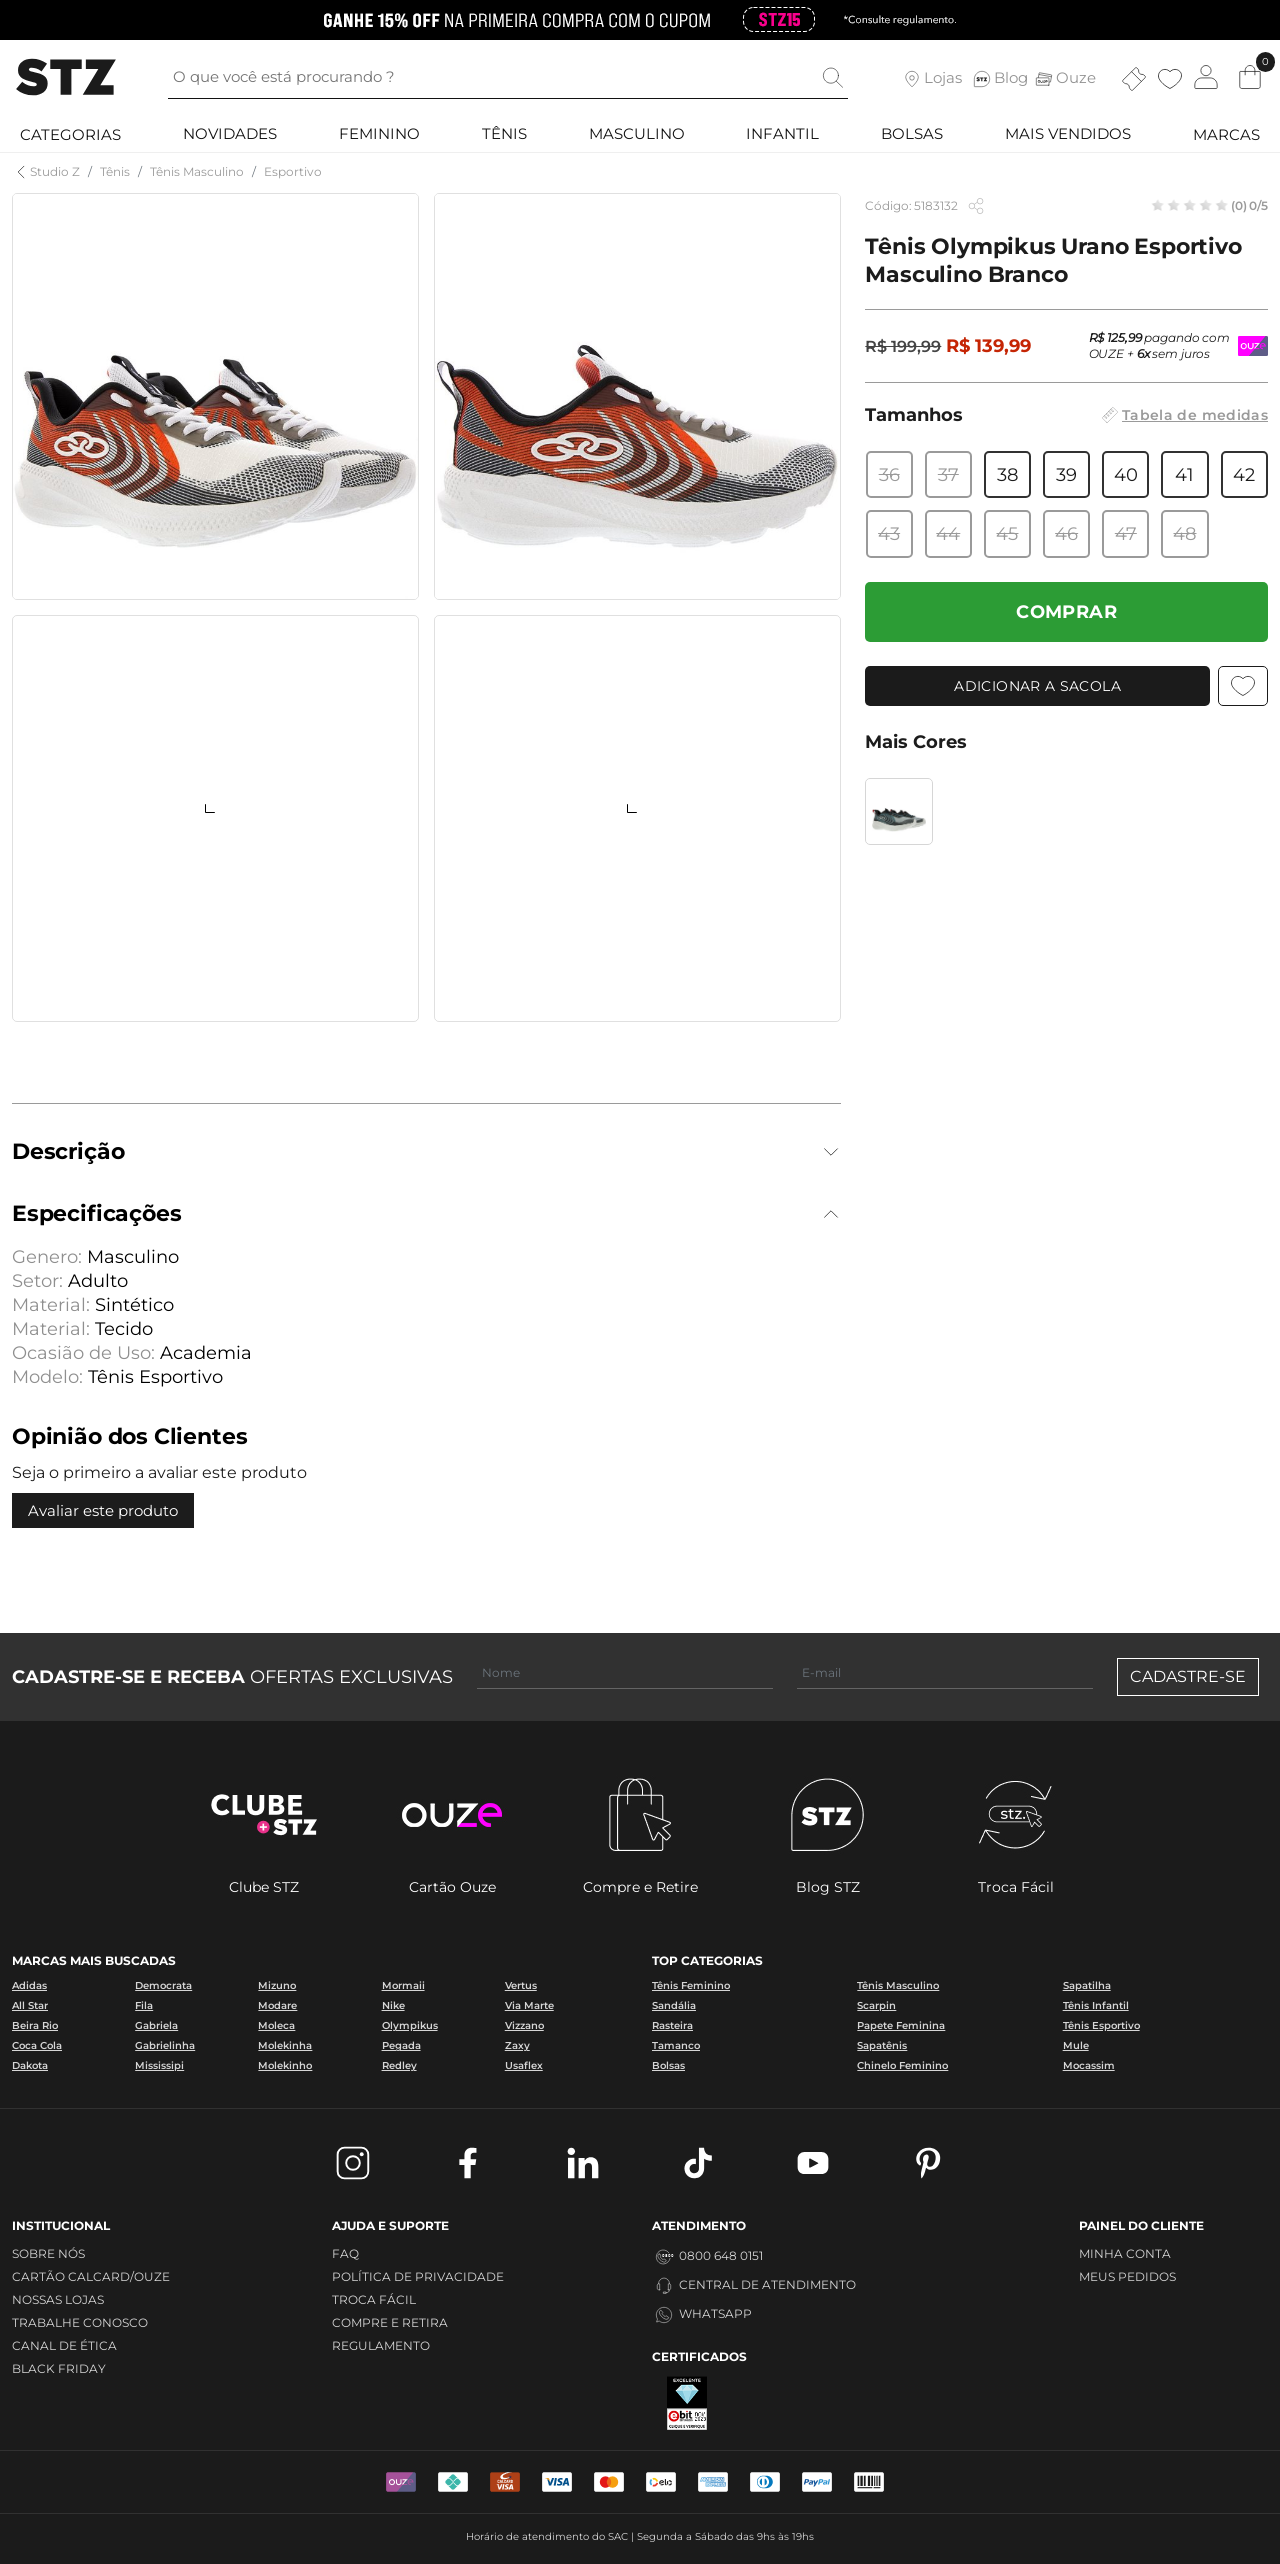 GANHE 15% OFF NA PRIMEIRA COMPRA COM O CUPOM STZ15 *Consulte regulamento.
STZ
O que você está procurando ?
Lojas
Blog
Ouze
0
CATEGORIAS
NOVIDADES
FEMININO
TÊNIS
MASCULINO
INFANTIL
BOLSAS
MAIS VENDIDOS
MARCAS
Studio Z / Tênis / Tênis Masculino / Esportivo
Código: 5183132
(0) 0/5
Tênis Olympikus Urano Esportivo
Masculino Branco
R$ 199,99 R$ 139,99
R$ 125,99 pagando com
OUZE + 6x sem juros
Tamanhos
Tabela de medidas
36 37 38 39 40 41 42
43 44 45 46 47 48
COMPRAR
ADICIONAR A SACOLA
Mais Cores
Descrição
Especificações
Genero: Masculino
Setor: Adulto
Material: Sintético
Material: Tecido
Ocasião de Uso: Academia
Modelo: Tênis Esportivo
Opinião dos Clientes
Seja o primeiro a avaliar este produto
Avaliar este produto
CADASTRE-SE E RECEBA OFERTAS EXCLUSIVAS
Nome
E-mail
CADASTRE-SE
CLUBE
+STZ
ouze
STZ
stz.
Clube STZ
Cartão Ouze
Compre e Retire
Blog STZ
Troca Fácil
MARCAS MAIS BUSCADAS
Adidas Democrata Mizuno Mormaii Vertus
All Star Fila Modare Nike Via Marte
Beira Rio Gabriela Moleca Olympikus Vizzano
Coca Cola Gabrielinha Molekinha Pegada Zaxy
Dakota Mississipi Molekinho Redley Usaflex
TOP CATEGORIAS
Tênis Feminino Tênis Masculino Sapatilha
Sandália Scarpin Tênis Infantil
Rasteira Papete Feminina Tênis Esportivo
Tamanco Sapatênis Mule
Bolsas Chinelo Feminino Mocassim
INSTITUCIONAL
SOBRE NÓS
CARTÃO CALCARD/OUZE
NOSSAS LOJAS
TRABALHE CONOSCO
CANAL DE ÉTICA
BLACK FRIDAY
AJUDA E SUPORTE
FAQ
POLÍTICA DE PRIVACIDADE
TROCA FÁCIL
COMPRE E RETIRA
REGULAMENTO
ATENDIMENTO
0800 648 0151
CENTRAL DE ATENDIMENTO
WHATSAPP
CERTIFICADOS
EXCELENTE
ebit
CLIQUE E VERIFIQUE
PAINEL DO CLIENTE
MINHA CONTA
MEUS PEDIDOS
VISA
VISA
elo
PayPal
Horário de atendimento do SAC | Segunda a Sábado das 9hs às 19hs